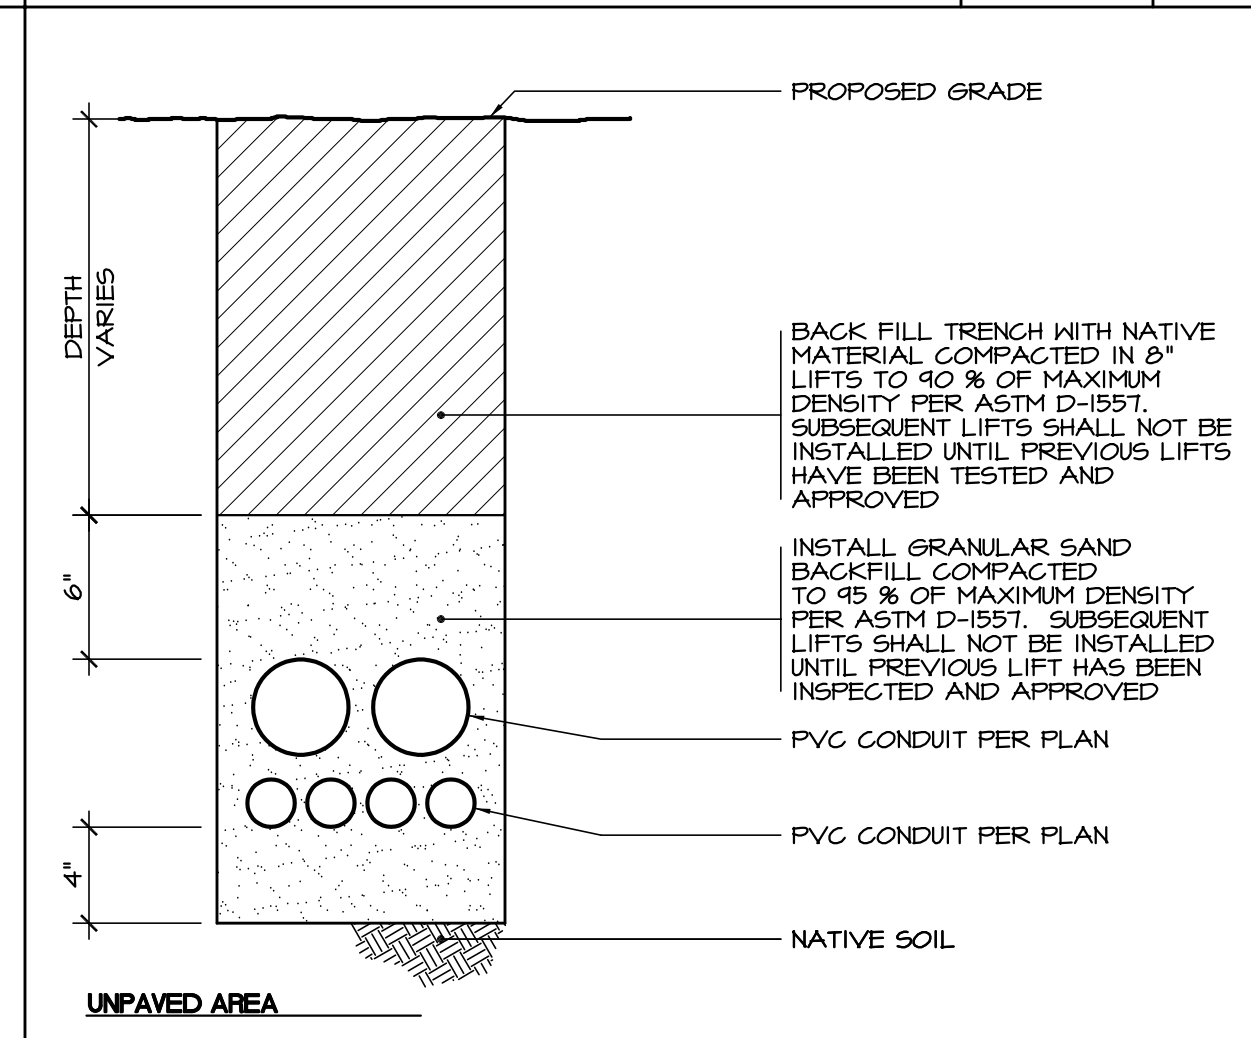 PROPOSED GRADE
DEPTH
VARIES
BACK FILL TRENCH WITH NATIVE
MATERIAL COMPACTED IN 8"
LIFTS TO 90 % OF MAXIMUM
DENSITY PER ASTM D-1557.
SUBSEQUENT LIFTS SHALL NOT BE
INSTALLED UNTIL PREVIOUS LIFTS
HAVE BEEN TESTED AND
APPROVED
6"
INSTALL GRANULAR SAND
BACKFILL COMPACTED
TO 95 % OF MAXIMUM DENSITY
PER ASTM D-1557. SUBSEQUENT
LIFTS SHALL NOT BE INSTALLED
UNTIL PREVIOUS LIFT HAS BEEN
INSPECTED AND APPROVED
PVC CONDUIT PER PLAN
PVC CONDUIT PER PLAN
4"
NATIVE SOIL
UNPAVED AREA